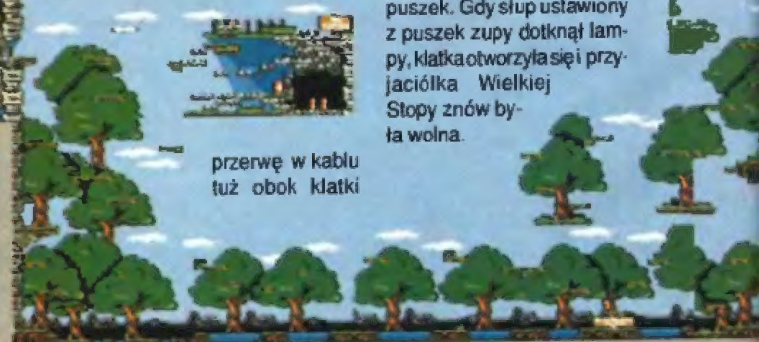 przerwę w kablu
tuż obok klatki
puszek. Gdy słup ustawiony
z puszek zupy dotknął lam-
py, klatka otworzyła się i przy-
jaciółka Wielkiej
Stopy znów by-
ła wolna.